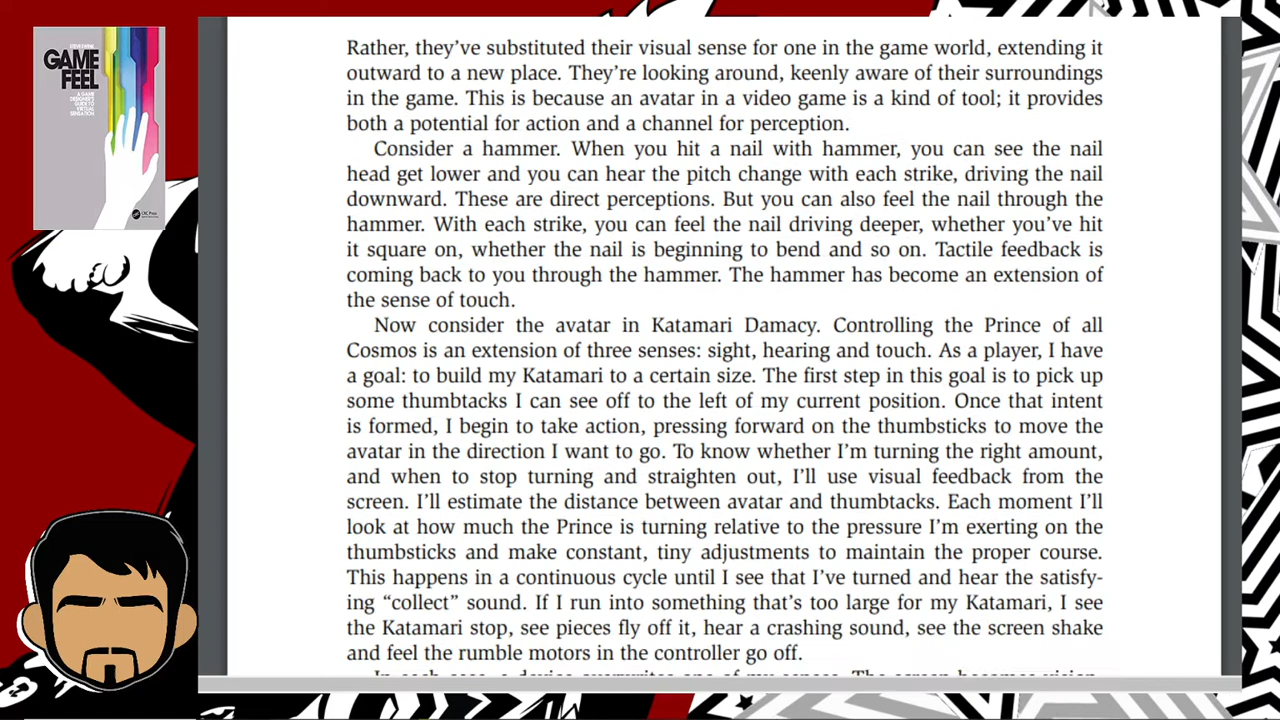 STEVE SWINK
GAME
FEEL
A GAME
DESIGNER'S
GUIDE TO
VIRTUAL
SENSATION
CRC Press
Rather, they’ve substituted their visual sense for one in the game world, extending it
outward to a new place. They’re looking around, keenly aware of their surroundings
in the game. This is because an avatar in a video game is a kind of tool; it provides
both a potential for action and a channel for perception.
Consider a hammer. When you hit a nail with hammer, you can see the nail
head get lower and you can hear the pitch change with each strike, driving the nail
downward. These are direct perceptions. But you can also feel the nail through the
hammer. With each strike, you can feel the nail driving deeper, whether you’ve hit
it square on, whether the nail is beginning to bend and so on. Tactile feedback is
coming back to you through the hammer. The hammer has become an extension of
the sense of touch.
Now consider the avatar in Katamari Damacy. Controlling the Prince of all
Cosmos is an extension of three senses: sight, hearing and touch. As a player, I have
a goal: to build my Katamari to a certain size. The first step in this goal is to pick up
some thumbtacks I can see off to the left of my current position. Once that intent
is formed, I begin to take action, pressing forward on the thumbsticks to move the
avatar in the direction I want to go. To know whether I’m turning the right amount,
and when to stop turning and straighten out, I’ll use visual feedback from the
screen. I’ll estimate the distance between avatar and thumbtacks. Each moment I’ll
look at how much the Prince is turning relative to the pressure I’m exerting on the
thumbsticks and make constant, tiny adjustments to maintain the proper course.
This happens in a continuous cycle until I see that I’ve turned and hear the satisfy-
ing “collect” sound. If I run into something that’s too large for my Katamari, I see
the Katamari stop, see pieces fly off it, hear a crashing sound, see the screen shake
and feel the rumble motors in the controller go off.